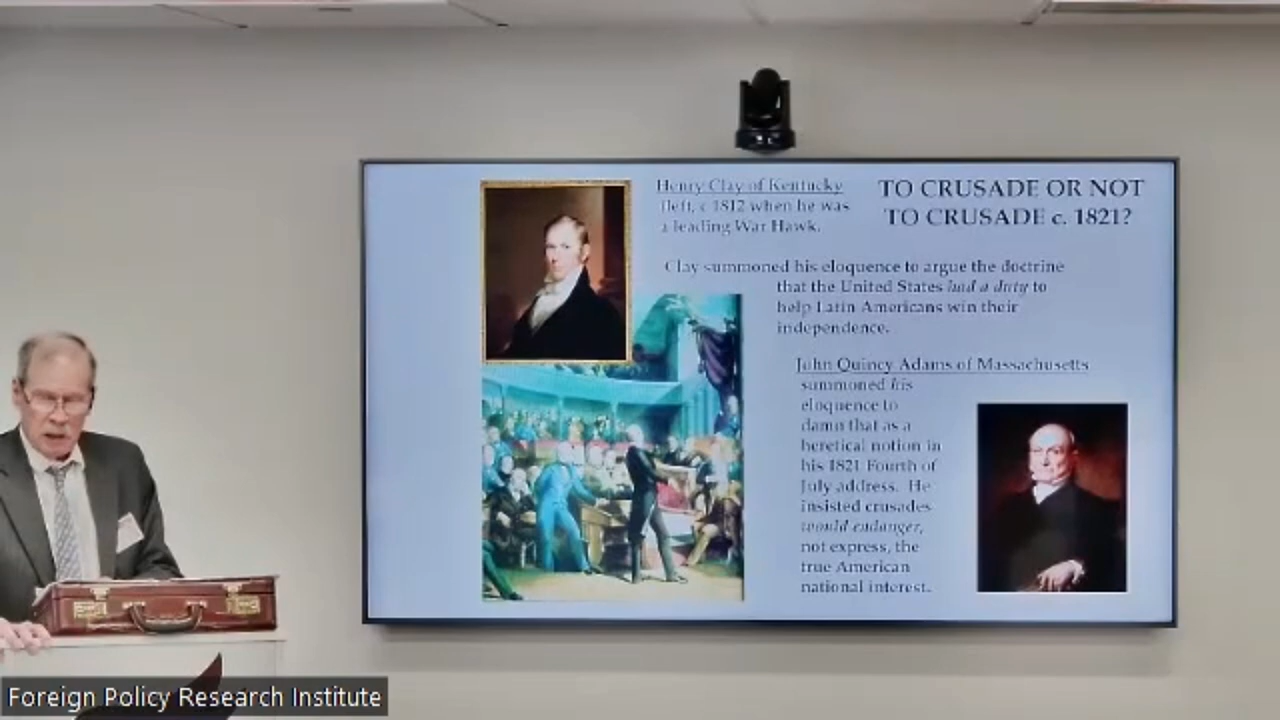 Henry Clay of Kentucky
(left, c 1812 when he was
a leading War Hawk.
TO CRUSADE OR NOT
TO CRUSADE c. 1821?
Clay summoned his eloquence to argue the doctrine
that the United States had a duty to
help Latin Americans win their
independence.
John Quincy Adams of Massachusetts
summoned his
eloquence to
damn that as a
heretical notion in
his 1821 Fourth of
July address. He
insisted crusades
would endanger,
not express, the
true American
national interest.
Foreign Policy Research Institute